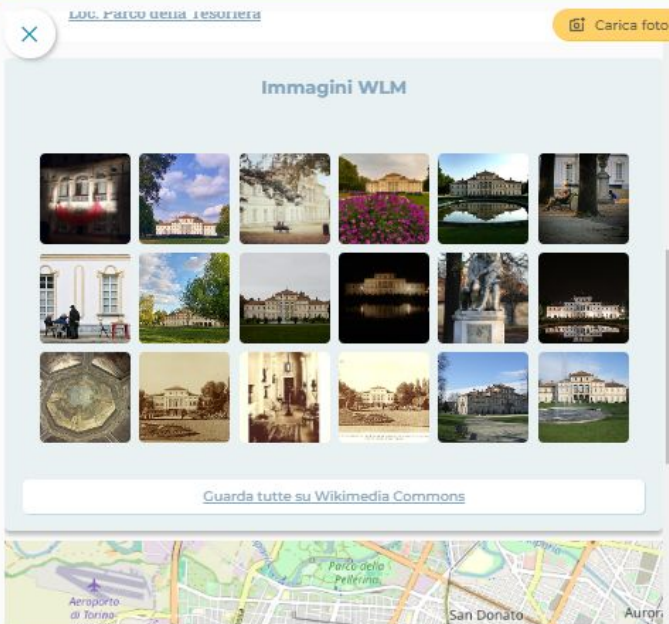 Loc. Parco della Tesoriera
Carica foto
Immagini WLM
Guarda tutte su Wikimedia Commons
Parco della
Pellerina
Aeroporto
di Torino
San Donato
Auror